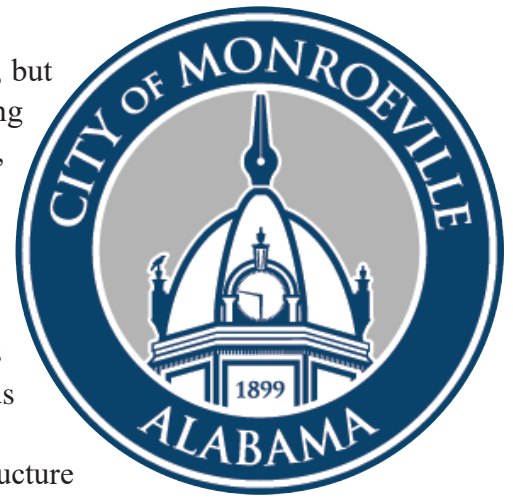 , but
ng
,
CITY OF MONROEVILLE
1899
ALABAMA
ucture